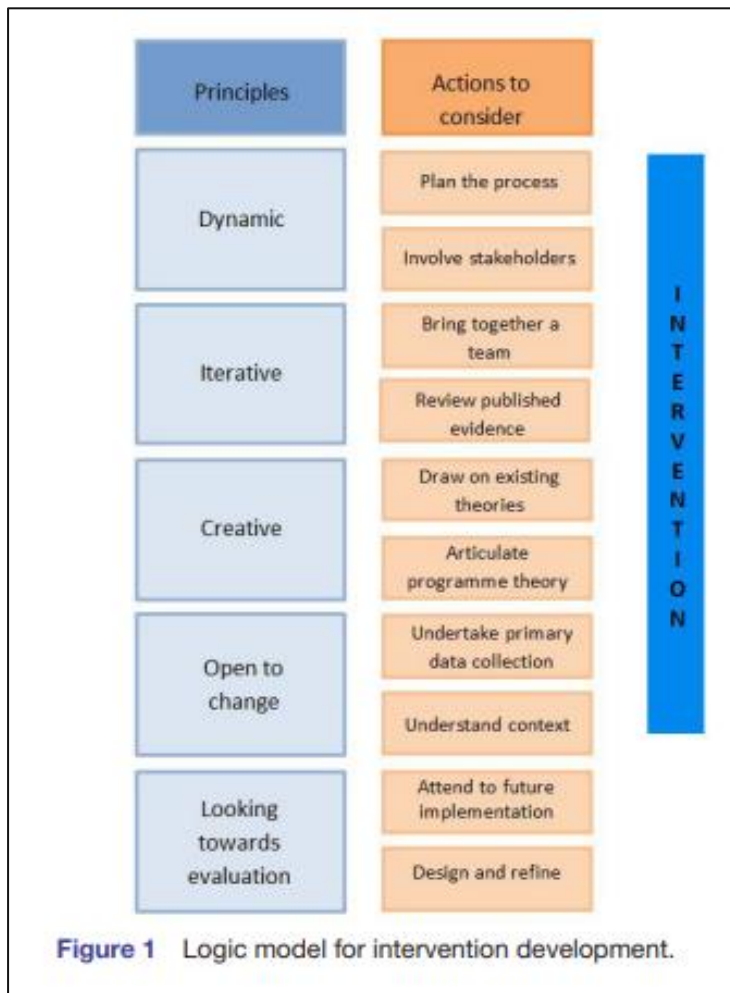 Principles
Actions to
consider
Dynamic
Plan the process
Involve stakeholders
Iterative
Bring together a
team
Review published
evidence
Creative
Draw on existing
theories
Articulate
programme theory
Open to
change
Undertake primary
data collection
Understand context
Looking
towards
evaluation
Attend to future
implementation
Design and refine
I
N
T
E
R
V
E
N
T
I
O
N
Figure 1 Logic model for intervention development.